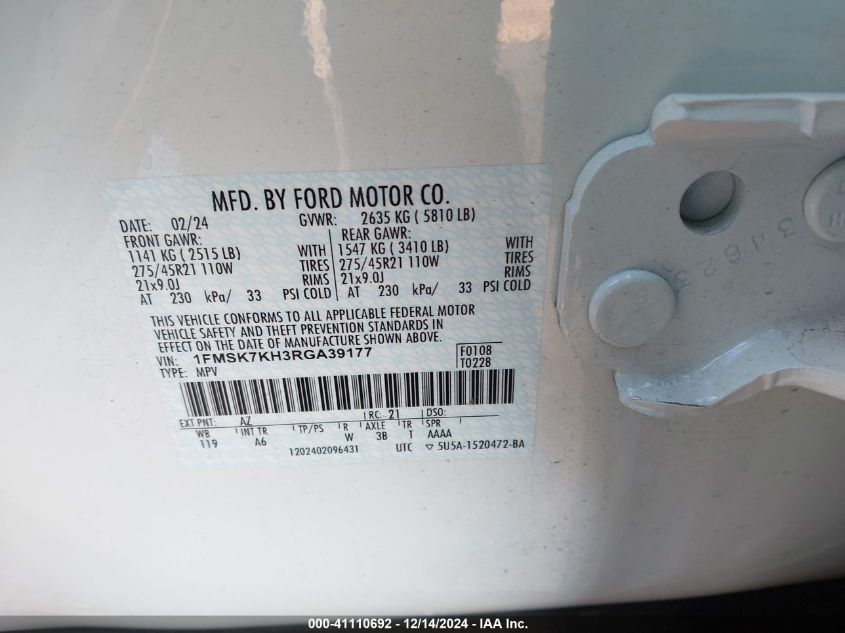 MFD. BY FORD MOTOR CO.
DATE: 02/24 GVWR: 2635 KG ( 5810 LB)
FRONT GAWR: REAR GAWR:
1141 KG ( 2515 LB) WITH 1547 KG ( 3410 LB) WITH
275/45R21 110W TIRES 275/45R21 110W TIRES
21x9.0J RIMS 21x9.0J RIMS
AT 230 kPa/ 33 PSI COLD AT 230 kPa/ 33 PSI COLD
THIS VEHICLE CONFORMS TO ALL APPLICABLE FEDERAL MOTOR
VEHICLE SAFETY AND THEFT PREVENTION STANDARDS IN
EFFECT ON THE DATE OF MANUFACTURE SHOWN ABOVE.
VIN: 1FMSK7KH3RGA39177 F0108
TYPE: MPV T0228
EXT PNT: AZ RC: 21 DSO:
WB INT TR TP/PS R AXLE TR SPR
119 A6 W 3B T AAAA
1202402096431 UTC ▽ 5U5A-1520472-BA
000-41110692 - 12/14/2024 - IAA Inc.